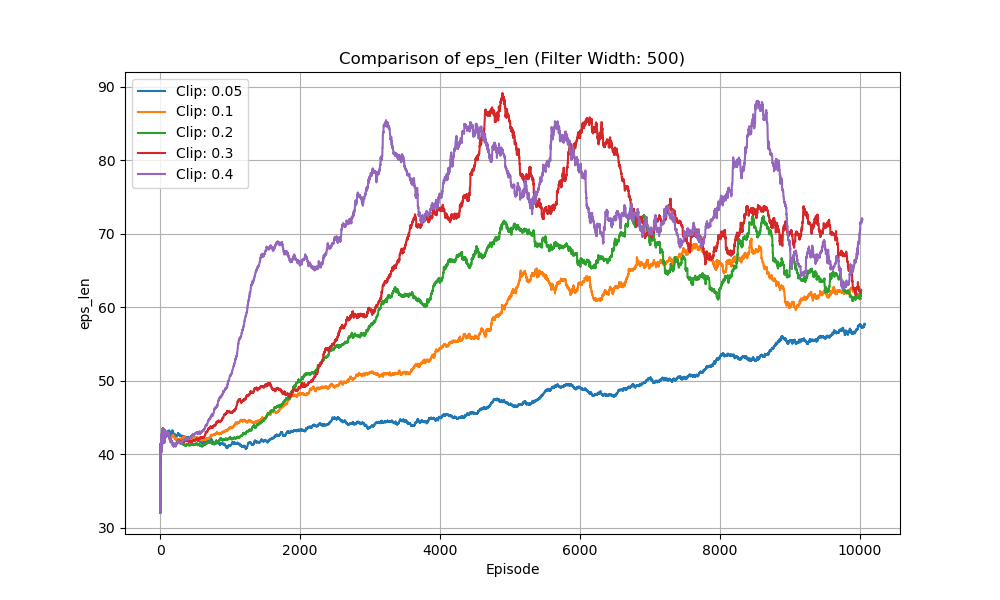 Comparison of eps_len (Filter Width: 500)
Clip: 0.05
Clip: 0.1
Clip: 0.2
Clip: 0.3
Clip: 0.4
90
80
70
60
50
40
30
eps_len
0 2000 4000 6000 8000 10000
Episode